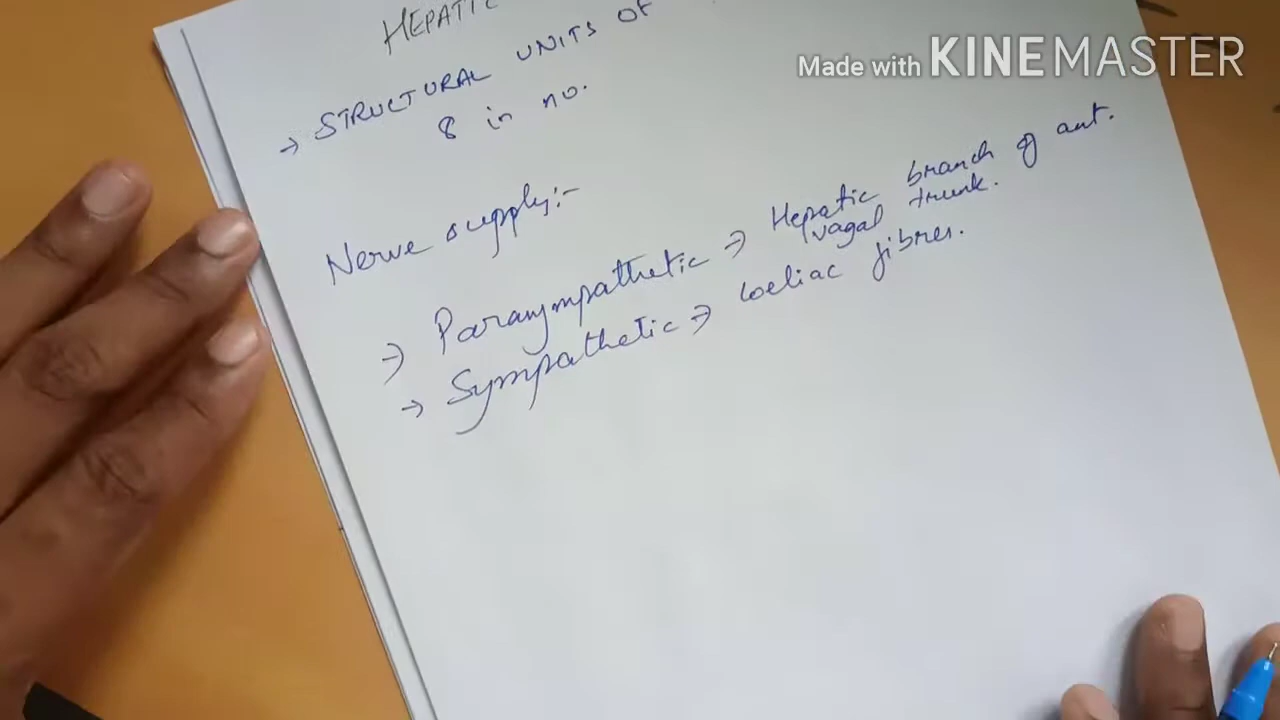 Made with KINEMASTER
HEPATIC
→ STRUCTURAL UNITS OF
8 in no.
Nerve supply:-
→ Parasympathetic → Hepatic branch of ant.
vagal trunk.
→ Sympathetic → Coeliac fibres.